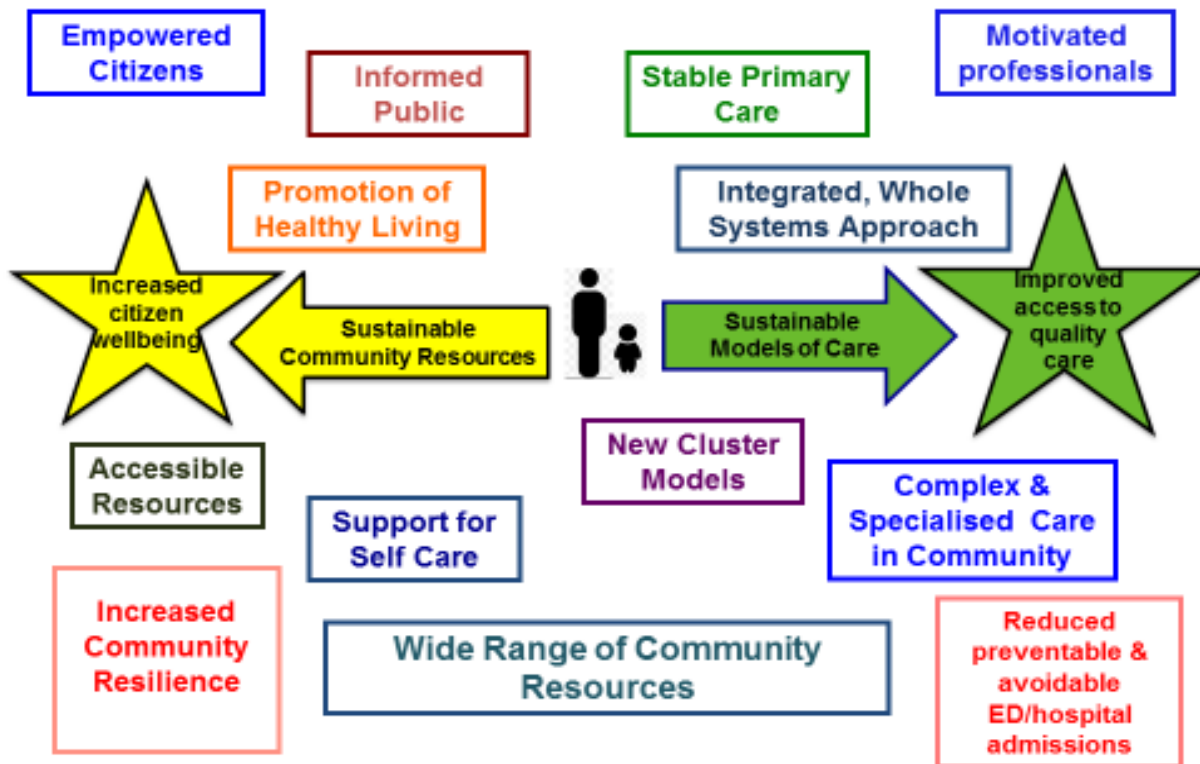 Empowered
Citizens
Informed
Public
Stable Primary
Care
Motivated
professionals
Promotion of
Healthy Living
Integrated, Whole
Systems Approach
Increased
citizen
wellbeing
Sustainable
Community Resources
Sustainable
Models of Care
Improved
access to
quality
care
Accessible
Resources
Support for
Self Care
New Cluster
Models
Complex &
Specialised Care
in Community
Increased
Community
Resilience
Wide Range of Community
Resources
Reduced
preventable &
avoidable
ED/hospital
admissions